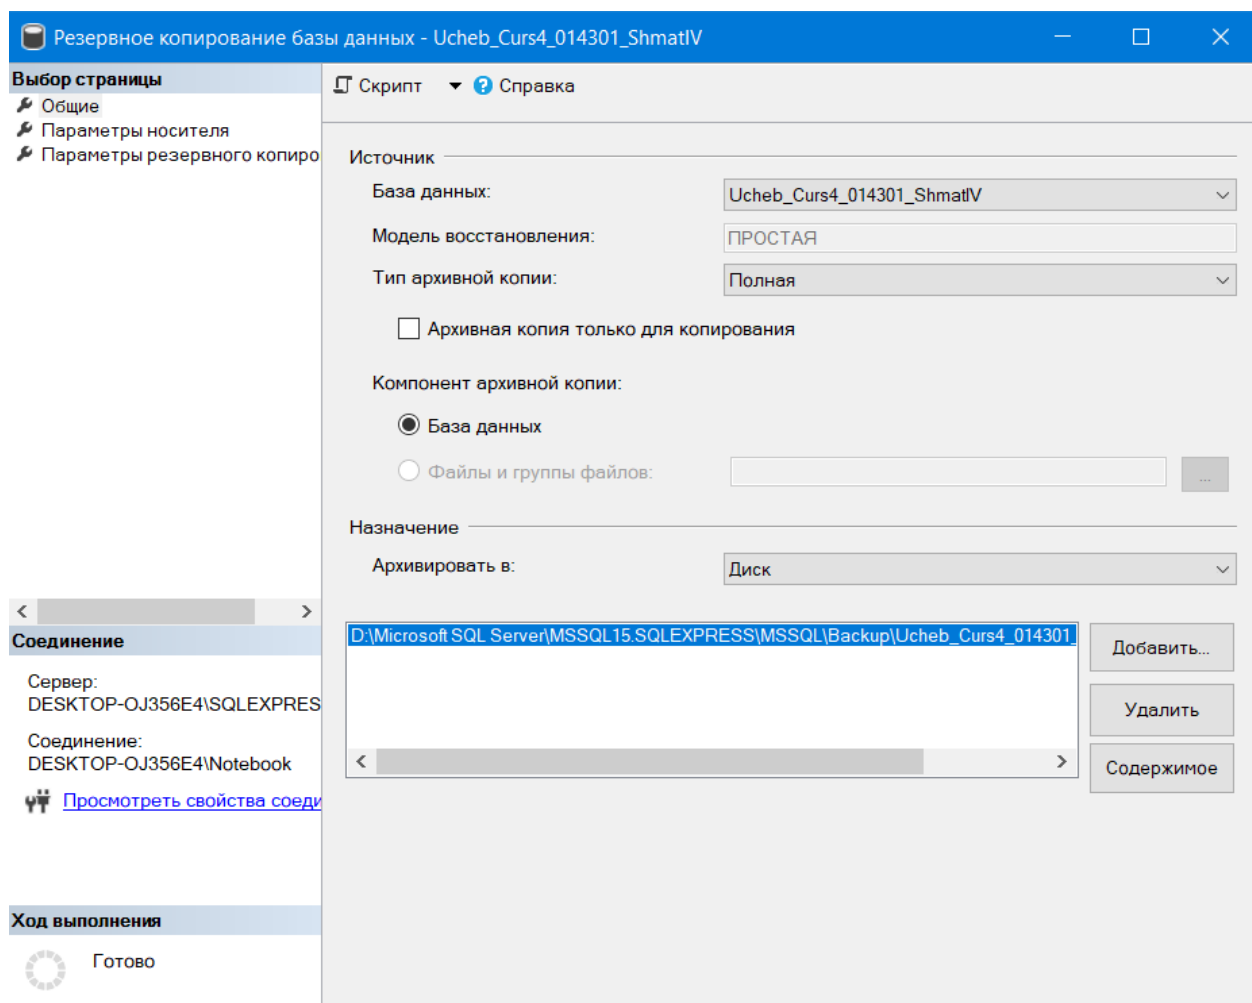 Резервное копирование базы данных - Ucheb_Curs4_014301_ShmatIV
Выбор страницы
Общие
Параметры носителя
Параметры резервного копиро
Скрипт
Справка
Источник
База данных:
Ucheb_Curs4_014301_ShmatIV
Модель восстановления:
ПРОСТАЯ
Тип архивной копии:
Полная
Архивная копия только для копирования
Компонент архивной копии:
База данных
Файлы и группы файлов:
...
Назначение
Архивировать в:
Диск
D:\Microsoft SQL Server\MSSQL15.SQLEXPRESS\MSSQL\Backup\Ucheb_Curs4_014301_
Добавить...
Удалить
Содержимое
Соединение
Сервер:
DESKTOP-OJ356E4\SQLEXPRES
Соединение:
DESKTOP-OJ356E4\Notebook
Просмотреть свойства соеди
Ход выполнения
Готово